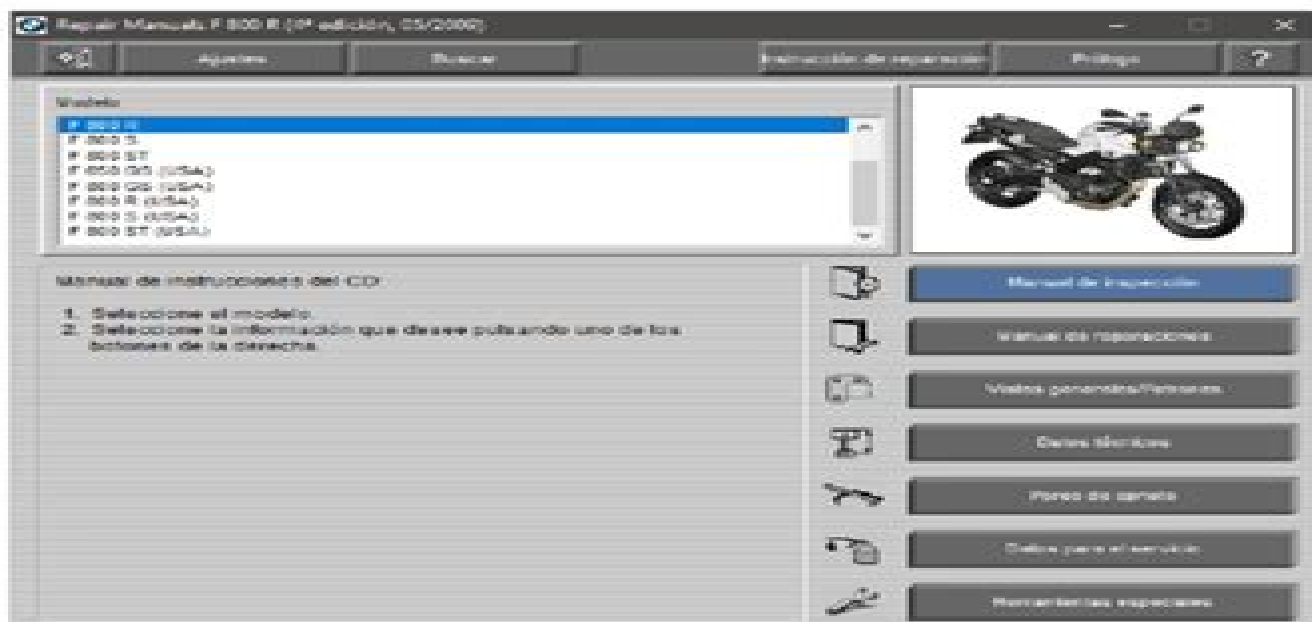 Repair Manuals F 800 R (ª edición, 05/2009)
Ajustes
Buscar
Instrucción de reparación
Prólogo
?
Modelo
F 800 R
F 800 S
F 800 ST
F 650 GS (USA)
F 800 GS (USA)
F 800 R (USA)
F 800 S (USA)
F 800 ST (USA)
Manual de instrucciones del CD
1. Seleccione el modelo.
2. Seleccione la información que desee pulsando uno de los
botones de la derecha.
Manual de inspección
Manual de reparaciones
Vistas generales/Patrones
Datos técnicos
Pares de apriete
Datos para el servicio
Herramientas especiales